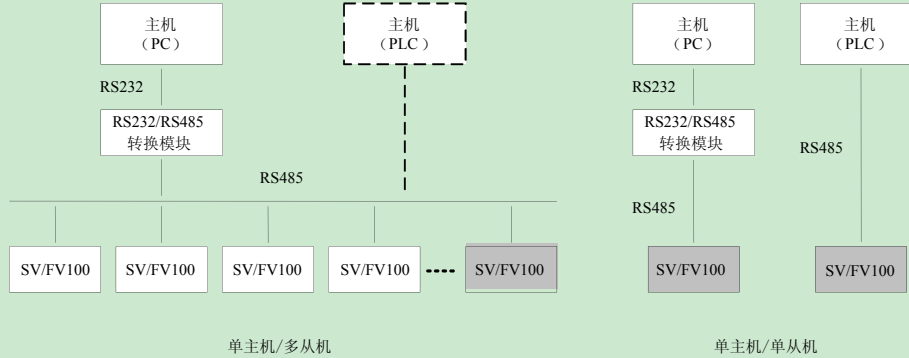 主机
（PC）
主机
（PLC）
RS232
RS232/RS485
转换模块
RS485
SV/FV100
SV/FV100
SV/FV100
SV/FV100
SV/FV100
单主机/多从机
主机
（PC）
主机
（PLC）
RS232
RS232/RS485
转换模块
RS485
RS485
SV/FV100
SV/FV100
单主机/单从机